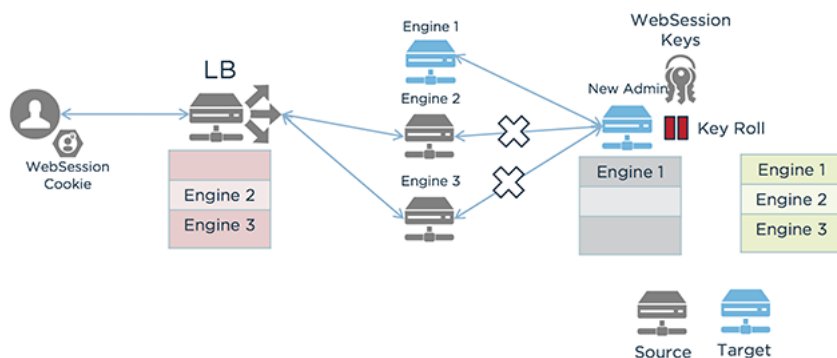 Engine 1
WebSession
Keys
LB
New Admin
Engine 2
Key Roll
WebSession
Cookie
Engine 2
Engine 3
Engine 3
Engine 1
Engine 1
Engine 2
Engine 3
Source
Target